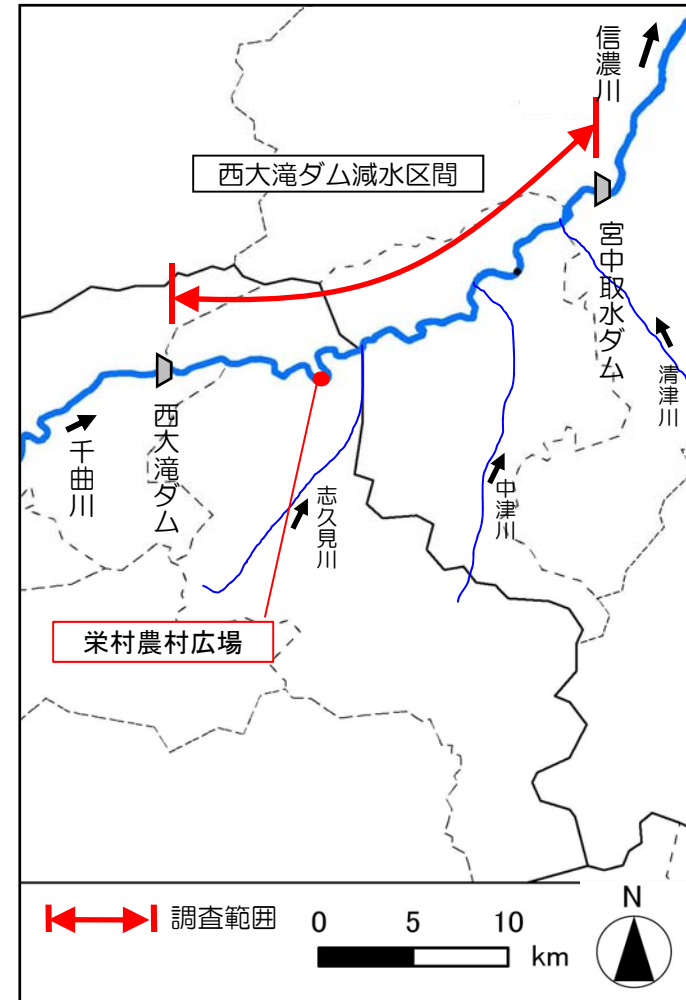 信濃川
西大滝ダム減水区間
宮中取水ダム
清津川
西大滝ダム
千曲川
志久見川
中津川
栄村農村広場
調査範囲
0 5 10
km
N